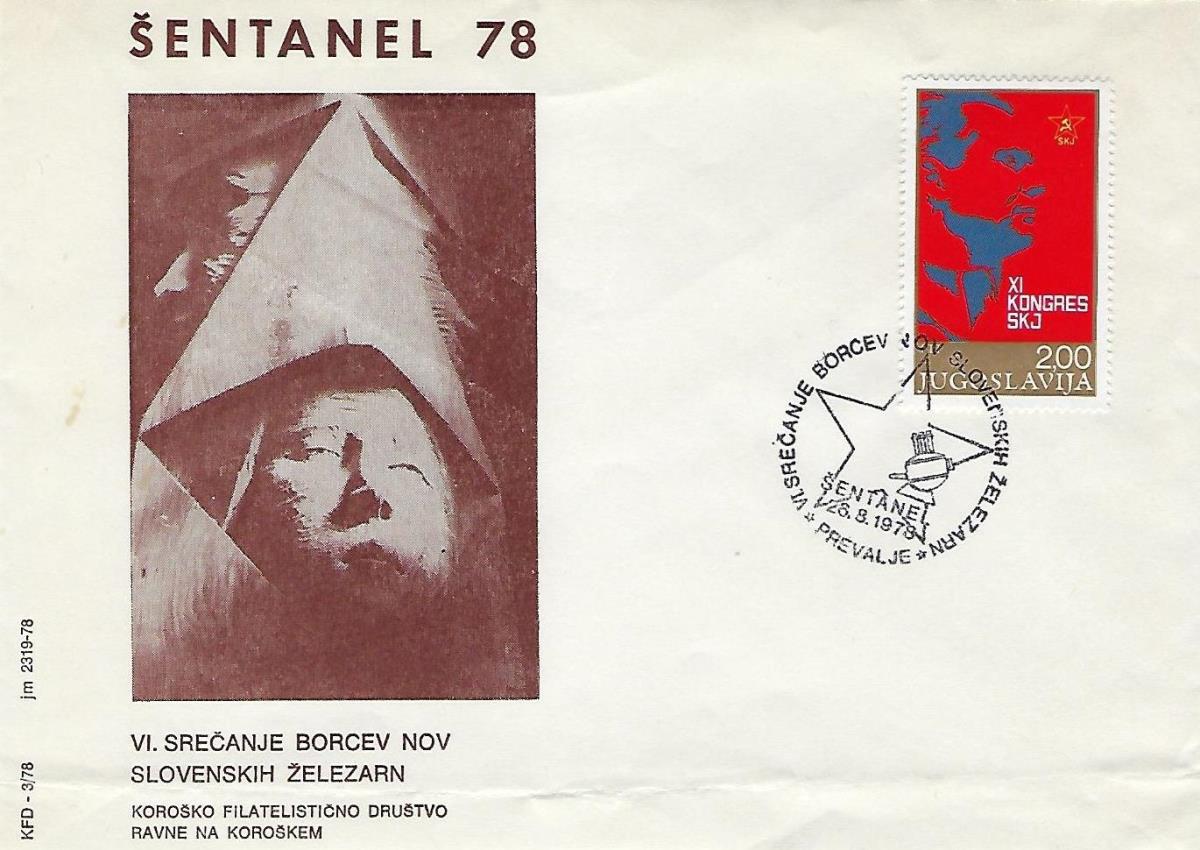 ŠENTANEL 78
ŠKJ
XI
KONGRES
SKJ
2,00
JUGOSLAVIJA
VI. SREČANJE BORCEV NOV SLOVENSKIH ŽELEZARN
ŠENTANEL
26.8.1978
★ PREVALJE ★
jm 2319-78
KFD - 3/78
VI. SREČANJE BORCEV NOV
SLOVENSKIH ŽELEZARN
KOROŠKO FILATELISTIČNO DRUŠTVO
RAVNE NA KOROŠKEM